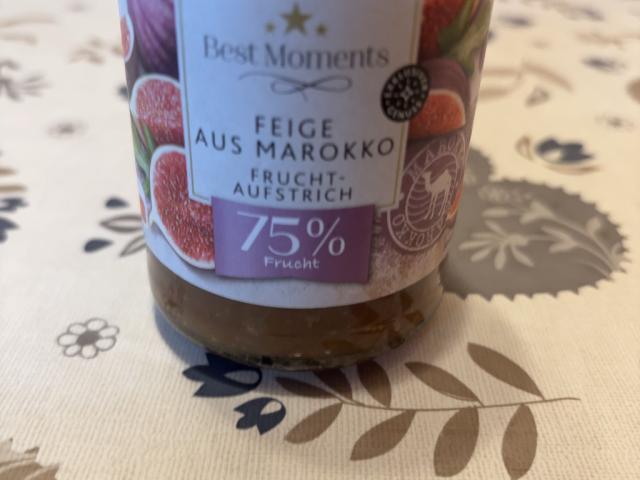 Best Moments
FEIGE
AUS MAROKKO
FRUCHT-
AUFSTRICH
75%
Frucht